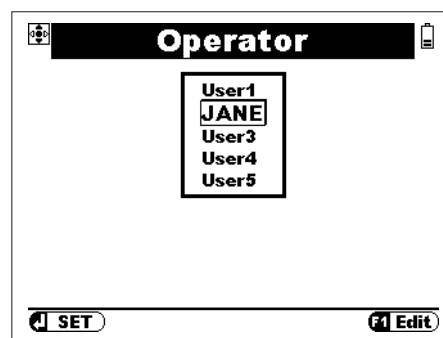 Operator
User1
JANE
User3
User4
User5
SET
F1 Edit